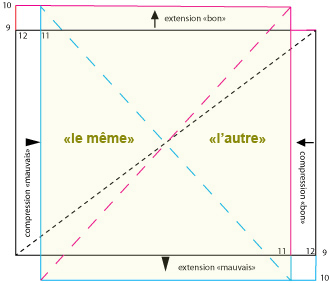 10
extension «bon»
9
12 11
«le même» «l'autre»
compression «mauvais»
compression «bon»
11 12 9
extension «mauvais»
10